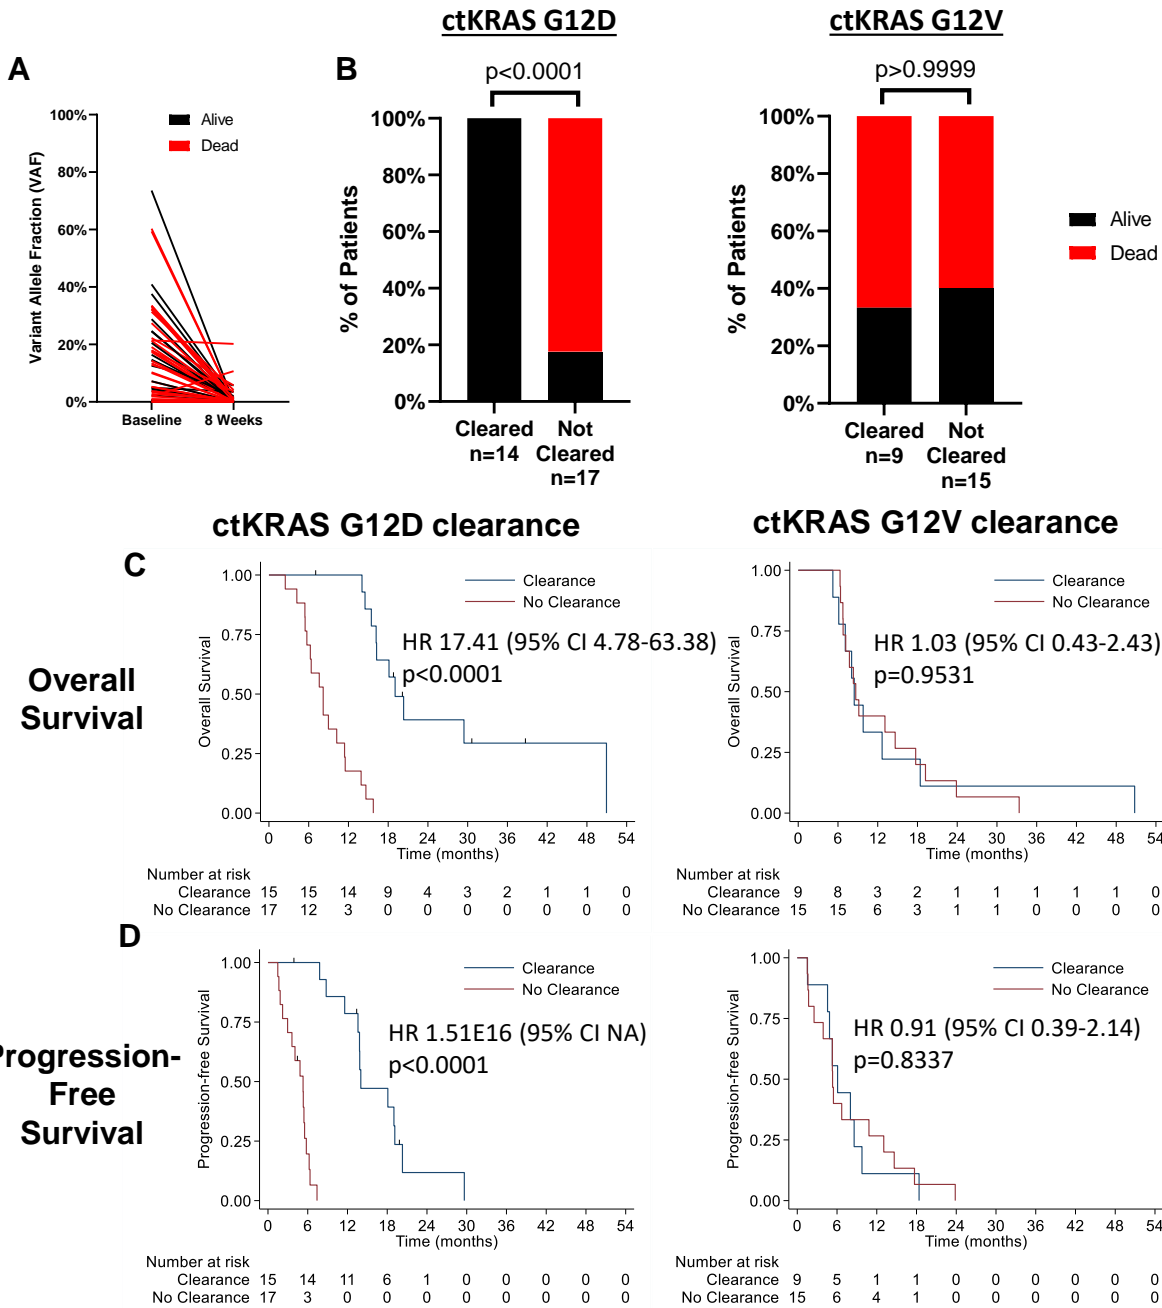 ctKRAS G12D
ctKRAS G12V
A
B
p<0.0001
p>0.9999
Alive
Dead
Variant Allele Fraction (VAF)
100%
80%
60%
40%
20%
0%
Baseline 8 Weeks
% of Patients
100%
80%
60%
40%
20%
0%
Cleared
n=14
Not
Cleared
n=17
% of Patients
100%
80%
60%
40%
20%
0%
Cleared
n=9
Not
Cleared
n=15
Alive
Dead
ctKRAS G12D clearance
ctKRAS G12V clearance
C
Overall
Survival
Overall Survival
1.00
0.75
0.50
0.25
0.00
Clearance
No Clearance
HR 17.41 (95% CI 4.78-63.38)
p<0.0001
0 6 12 18 24 30 36 42 48 54
Time (months)
Number at risk
Clearance 15 15 14 9 4 3 2 1 1 0
No Clearance 17 12 3 0 0 0 0 0 0 0
Overall Survival
1.00
0.75
0.50
0.25
0.00
Clearance
No Clearance
HR 1.03 (95% CI 0.43-2.43)
p=0.9531
0 6 12 18 24 30 36 42 48 54
Time (months)
Number at risk
Clearance 9 8 3 2 1 1 1 1 1 0
No Clearance 15 15 6 3 1 1 0 0 0 0
D
Progression-
Free
Survival
Progression-free Survival
1.00
0.75
0.50
0.25
0.00
Clearance
No Clearance
HR 1.51E16 (95% CI NA)
p<0.0001
0 6 12 18 24 30 36 42 48 54
Time (months)
Number at risk
Clearance 15 14 11 6 1 0 0 0 0 0
No Clearance 17 3 0 0 0 0 0 0 0 0
Progression-free Survival
1.00
0.75
0.50
0.25
0.00
Clearance
No Clearance
HR 0.91 (95% CI 0.39-2.14)
p=0.8337
0 6 12 18 24 30 36 42 48 54
Time (months)
Number at risk
Clearance 9 5 1 1 0 0 0 0 0 0
No Clearance 15 6 4 1 0 0 0 0 0 0